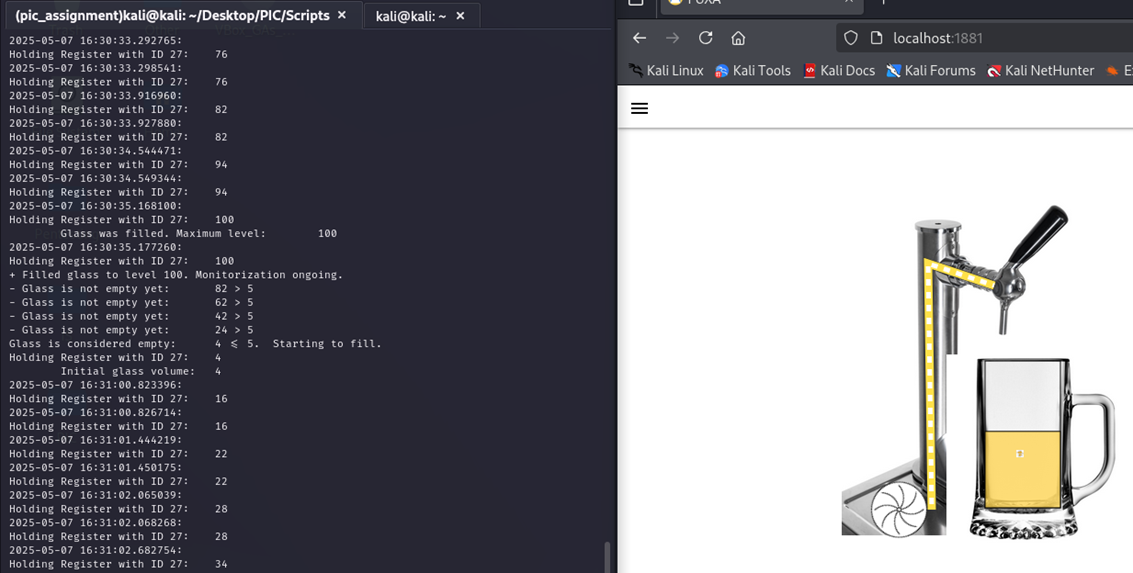 (pic_assignment)kali@kali: ~/Desktop/PIC/Scripts ×
kali@kali: ~ ×
2025-05-07 16:30:33.292765:
Holding Register with ID 27: 76
2025-05-07 16:30:33.298541:
Holding Register with ID 27: 76
2025-05-07 16:30:33.916960:
Holding Register with ID 27: 82
2025-05-07 16:30:33.927880:
Holding Register with ID 27: 82
2025-05-07 16:30:34.544471:
Holding Register with ID 27: 94
2025-05-07 16:30:34.549344:
Holding Register with ID 27: 94
2025-05-07 16:30:35.168100:
Holding Register with ID 27: 100
Glass was filled. Maximum level: 100
2025-05-07 16:30:35.177260:
Holding Register with ID 27: 100
+ Filled glass to level 100. Monitorization ongoing.
- Glass is not empty yet: 82 > 5
- Glass is not empty yet: 62 > 5
- Glass is not empty yet: 42 > 5
- Glass is not empty yet: 24 > 5
Glass is considered empty: 4 ⩽ 5. Starting to fill.
Holding Register with ID 27: 4
Initial glass volume: 4
2025-05-07 16:31:00.823396:
Holding Register with ID 27: 16
2025-05-07 16:31:00.826714:
Holding Register with ID 27: 16
2025-05-07 16:31:01.444219:
Holding Register with ID 27: 22
2025-05-07 16:31:01.450175:
Holding Register with ID 27: 22
2025-05-07 16:31:02.065039:
Holding Register with ID 27: 28
2025-05-07 16:31:02.068268:
Holding Register with ID 27: 28
2025-05-07 16:31:02.682754:
Holding Register with ID 27: 34
FUXA
localhost:1881
Kali Linux Kali Tools Kali Docs Kali Forums Kali NetHunter